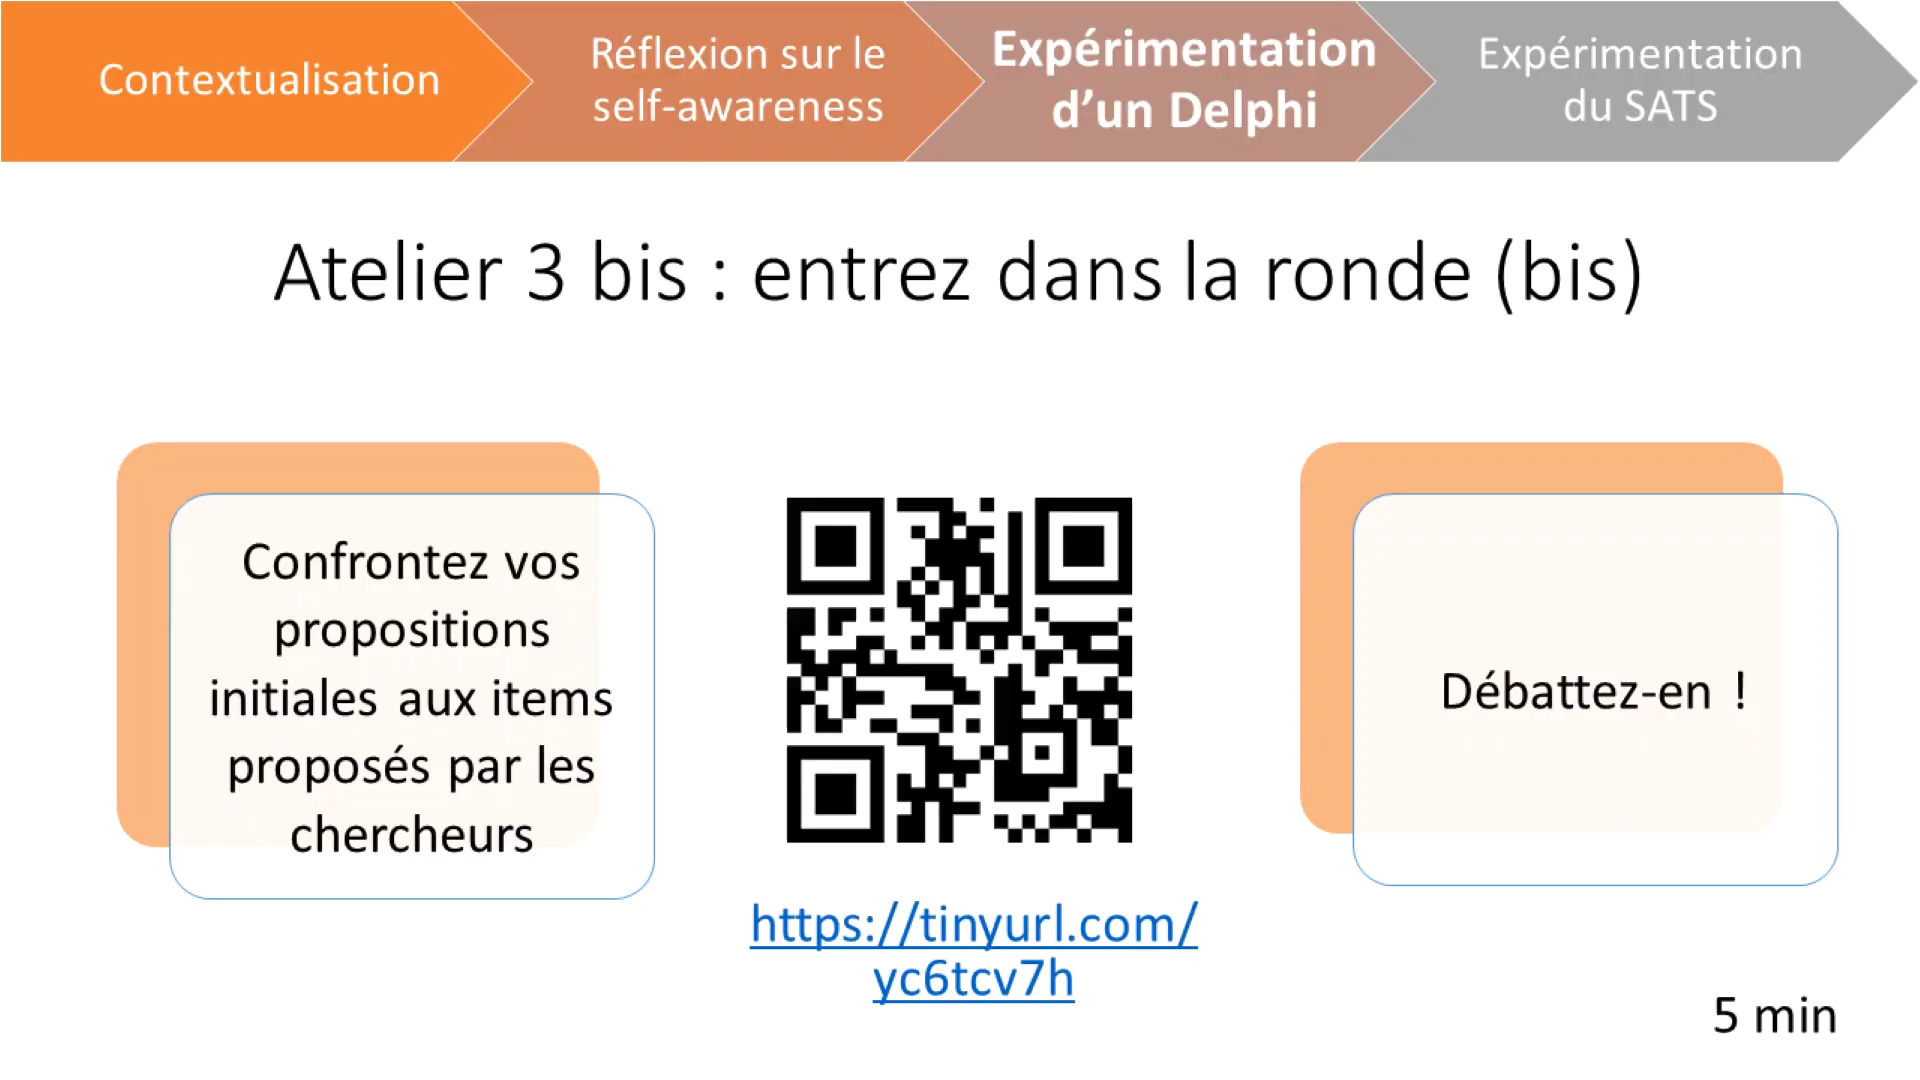 Contextualisation
Réflexion sur le
self-awareness
Expérimentation
d’un Delphi
Expérimentation
du SATS
Atelier 3 bis : entrez dans la ronde (bis)
Confrontez vos
propositions
initiales aux items
proposés par les
chercheurs
https://tinyurl.com/
yc6tcv7h
Débattez-en !
5 min